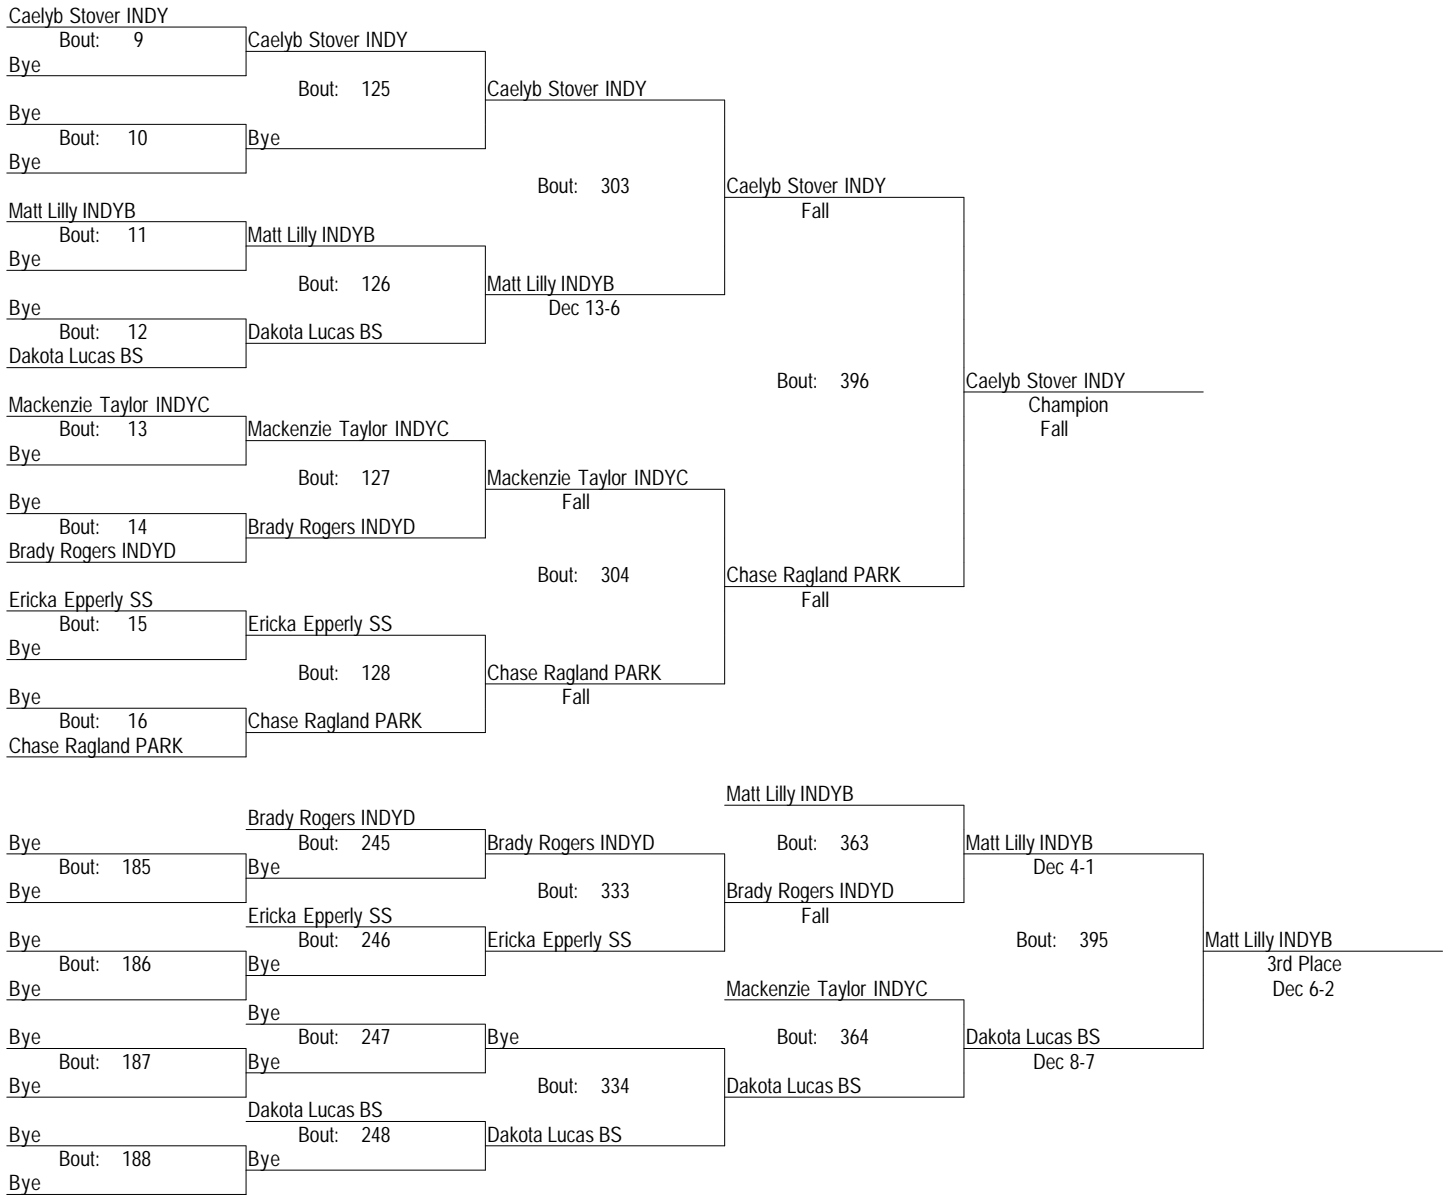 Caelyb Stover INDY
Bout: 9
Caelyb Stover INDY
Bye
Bout: 125
Caelyb Stover INDY
Bye
Bout: 10
Bye
Bye
Bout: 303
Caelyb Stover INDY
Fall
Matt Lilly INDYB
Bout: 11
Matt Lilly INDYB
Bye
Bout: 126
Matt Lilly INDYB
Dec 13-6
Bye
Bout: 12
Dakota Lucas BS
Dakota Lucas BS
Bout: 396
Caelyb Stover INDY
Champion
Fall
Mackenzie Taylor INDYC
Bout: 13
Mackenzie Taylor INDYC
Bye
Bout: 127
Mackenzie Taylor INDYC
Fall
Bye
Bout: 14
Brady Rogers INDYD
Brady Rogers INDYD
Bout: 304
Chase Ragland PARK
Fall
Ericka Epperly SS
Bout: 15
Ericka Epperly SS
Bye
Bout: 128
Chase Ragland PARK
Fall
Bye
Bout: 16
Chase Ragland PARK
Chase Ragland PARK
Matt Lilly INDYB
Brady Rogers INDYD
Bye
Bout: 245
Brady Rogers INDYD
Bout: 363
Matt Lilly INDYB
Dec 4-1
Bout: 185
Bye
Bye
Bout: 333
Brady Rogers INDYD
Fall
Ericka Epperly SS
Bye
Bout: 246
Ericka Epperly SS
Bout: 395
Matt Lilly INDYB
3rd Place
Dec 6-2
Bout: 186
Bye
Bye
Mackenzie Taylor INDYC
Bye
Bye
Bout: 247
Bye
Bout: 364
Dakota Lucas BS
Dec 8-7
Bout: 187
Bye
Bye
Bout: 334
Dakota Lucas BS
Dakota Lucas BS
Bye
Bout: 248
Dakota Lucas BS
Bout: 188
Bye
Bye